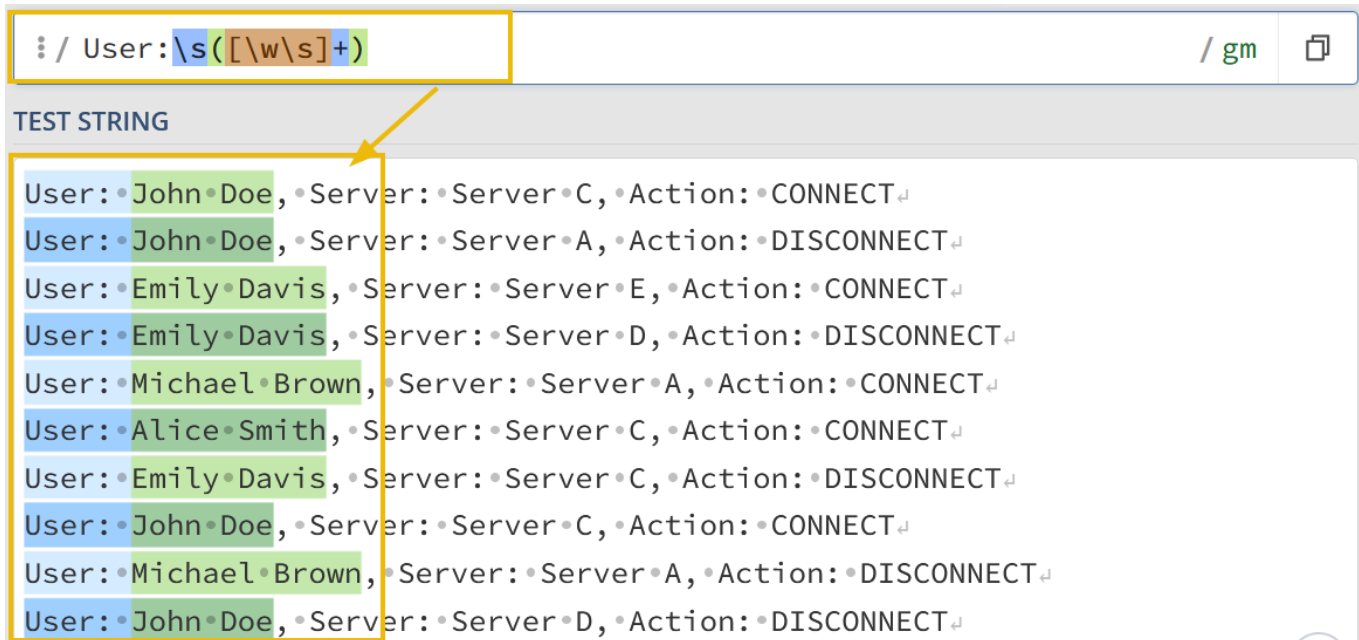 / User:\s([\w\s]+) / gm
TEST STRING
User: John Doe, Server: Server C, Action: CONNECT
User: John Doe, Server: Server A, Action: DISCONNECT
User: Emily Davis, Server: Server E, Action: CONNECT
User: Emily Davis, Server: Server D, Action: DISCONNECT
User: Michael Brown, Server: Server A, Action: CONNECT
User: Alice Smith, Server: Server C, Action: CONNECT
User: Emily Davis, Server: Server C, Action: DISCONNECT
User: John Doe, Server: Server C, Action: CONNECT
User: Michael Brown, Server: Server A, Action: DISCONNECT
User: John Doe, Server: Server D, Action: DISCONNECT